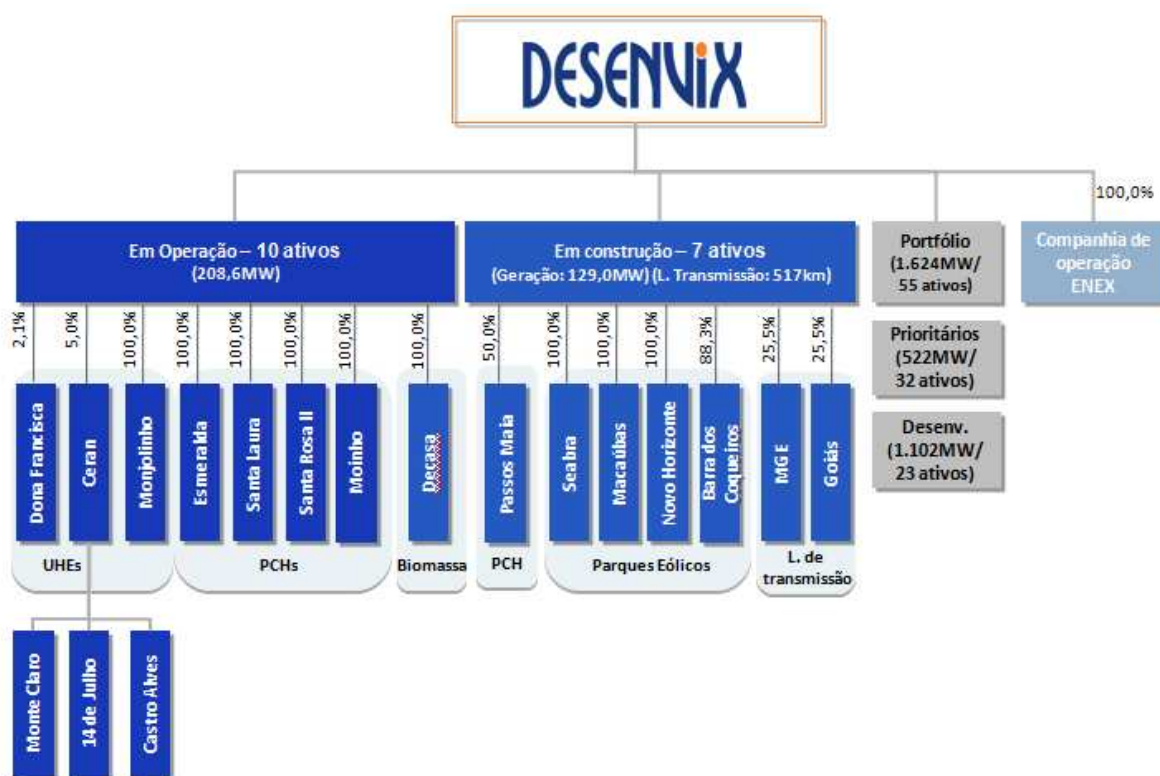 DESENVIX
100,0%
Em Operação – 10 ativos
(208,6MW)
Em construção – 7 ativos
(Geração: 129,0MW) (L. Transmissão: 517km)
Portfólio
(1.624MW/
55 ativos)
Companhia de
operação
ENEX
Prioritários
(522MW/
32 ativos)
Desenv.
(1.102MW/
23 ativos)
2,1%
5,0%
100,0%
100,0%
100,0%
100,0%
100,0%
100,0%
50,0%
100,0%
100,0%
100,0%
88,3%
25,5%
25,5%
Dona Francisca
Ceran
Monjolinho
Esmeralda
Santa Laura
Santa Rosa II
Moinho
Decasa
Passos Maia
Seabra
Macaúbas
Novo Horizonte
Barra dos
Coqueiros
MGE
Goiás
UHEs
PCHs
Biomassa
PCH
Parques Eólicos
L. de
transmissão
Monte Claro
14 de Julho
Castro Alves